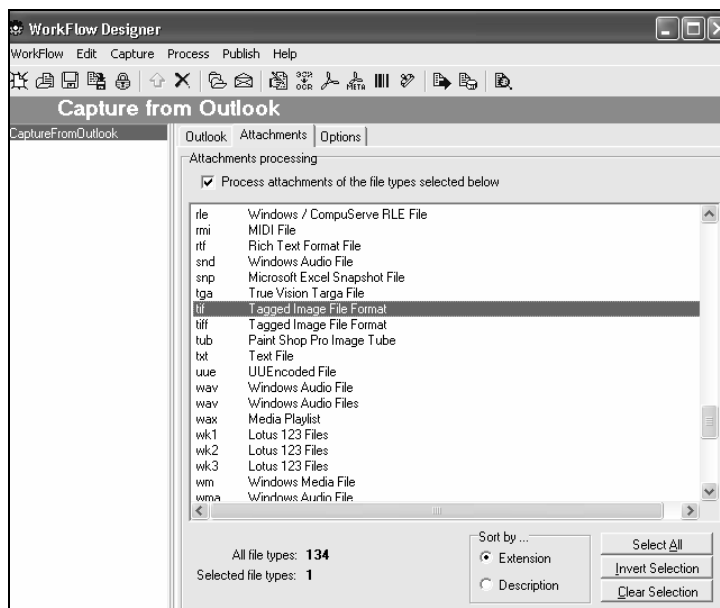 WorkFlow Designer
WorkFlow Edit Capture Process Publish Help
OCR META
Capture from Outlook
CaptureFromOutlook
Outlook Attachments Options
Attachments processing
Process attachments of the file types selected below
rle Windows / CompuServe RLE File
rmi MIDI File
rtf Rich Text Format File
snd Windows Audio File
snp Microsoft Excel Snapshot File
tga True Vision Targa File
tif Tagged Image File Format
tiff Tagged Image File Format
tub Paint Shop Pro Image Tube
txt Text File
uue UUEncoded File
wav Windows Audio File
wav Windows Audio Files
wax Media Playlist
wk1 Lotus 123 Files
wk2 Lotus 123 Files
wk3 Lotus 123 Files
wm Windows Media File
wma Windows Audio File
All file types: 134
Selected file types: 1
Sort by ...
Extension
Description
Select All
Invert Selection
Clear Selection